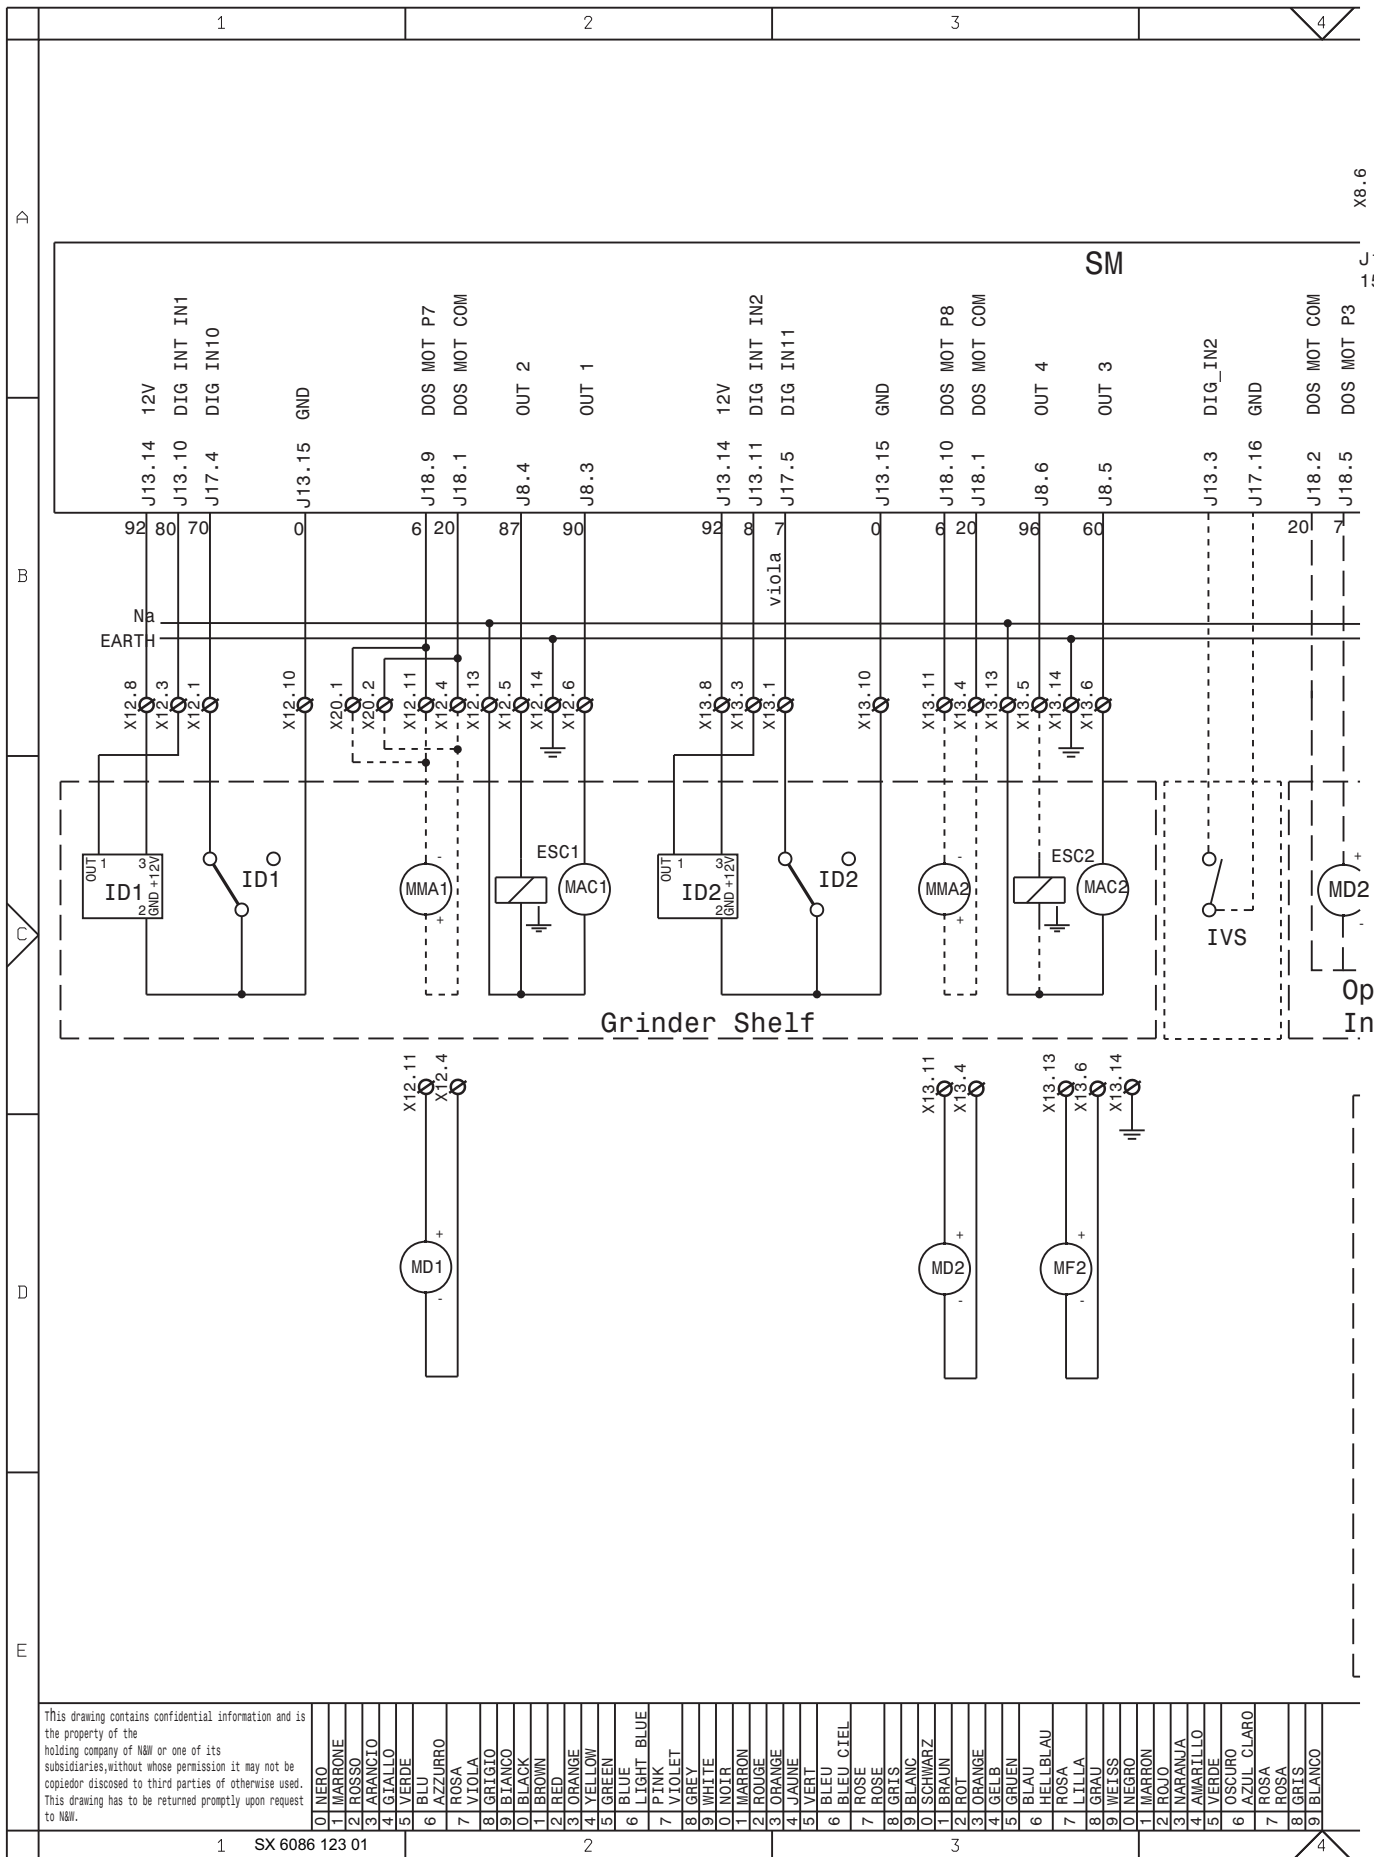 1 2 3 4
A
X8.6
SM
J1
15
12V
DIG INT IN1
DIG IN10
GND
DOS MOT P7
DOS MOT COM
OUT 2
OUT 1
12V
DIG INT IN2
DIG IN11
GND
DOS MOT P8
DOS MOT COM
OUT 4
OUT 3
DIG_IN2
GND
DOS MOT COM
DOS MOT P3
J13.14
J13.10
J17.4
J13.15
J18.9
J18.1
J8.4
J8.3
J13.14
J13.11
J17.5
J13.15
J18.10
J18.1
J8.6
J8.5
J13.3
J17.16
J18.2
J18.5
92 80 70 0 6 20 87 90 92 8 7 0 6 20 96 60 20 7
B
viola
Na
EARTH
X12.8
X12.3
X12.1
X12.10
X20.1
X20.2
X12.11
X12.4
X12.13
X12.5
X12.14
X12.6
X13.8
X13.3
X13.1
X13.10
X13.11
X13.4
X13.13
X13.5
X13.14
X13.6
C
OUT 1
3 +12V
ID1
2 GND
ID1
-
MMA1
+
ESC1
MAC1
OUT 1
3 +12V
ID2
2 GND
ID2
-
MMA2
+
ESC2
MAC2
IVS
+
MD2
-
Op
In
Grinder Shelf
X12.11
X12.4
X13.11
X13.4
X13.13
X13.6
X13.14
D
+
MD1
-
+
MD2
-
+
MF2
-
E
This drawing contains confidential information and is
the property of the
holding company of N&W or one of its
subsidiaries,without whose permission it may not be
copiedor discosed to third parties of otherwise used.
This drawing has to be returned promptly upon request
to N&W.
0 NERO
1 MARRONE
2 ROSSO
3 ARANCIO
4 GIALLO
5 VERDE
6 BLU
AZZURRO
7 ROSA
VIOLA
8 GRIGIO
9 BIANCO
0 BLACK
1 BROWN
2 RED
3 ORANGE
4 YELLOW
5 GREEN
6 BLUE
LIGHT BLUE
7 PINK
VIOLET
8 GREY
9 WHITE
0 NOIR
1 MARRON
2 ROUGE
3 ORANGE
4 JAUNE
5 VERT
6 BLEU
BLEU CIEL
7 ROSE
ROSE
8 GRIS
9 BLANC
0 SCHWARZ
1 BRAUN
2 ROT
3 ORANGE
4 GELB
5 GRUEN
6 BLAU
HELLBLAU
7 ROSA
LILLA
8 GRAU
9 WEISS
0 NEGRO
1 MARRON
2 ROJO
3 NARANJA
4 AMARILLO
5 VERDE
6 OSCURO
AZUL CLARO
7 ROSA
ROSA
8 GRIS
9 BLANCO
1 SX 6086 123 01 2 3 4